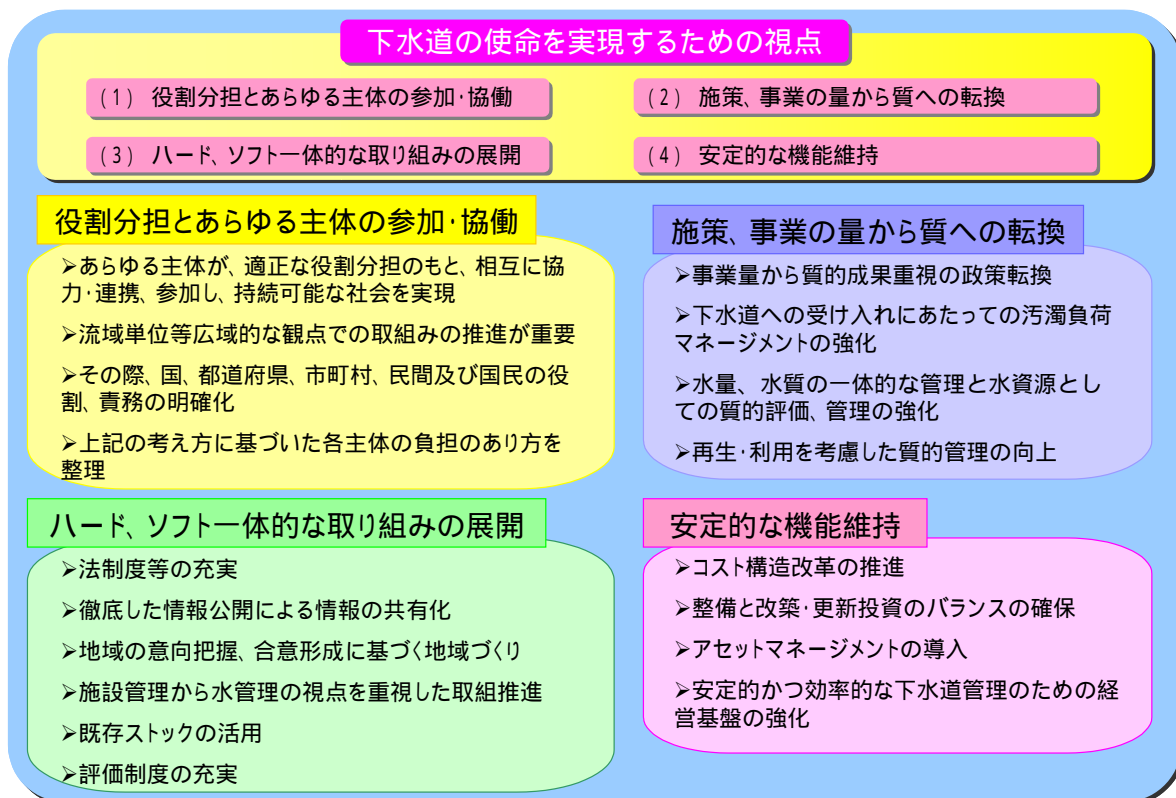 下水道の使命を実現するための視点
(1) 役割分担とあらゆる主体の参加・協働
(2) 施策、事業の量から質への転換
(3) ハード、ソフト一体的な取り組みの展開
(4) 安定的な機能維持
役割分担とあらゆる主体の参加・協働
➢あらゆる主体が、適正な役割分担のもと、相互に協
力・連携、参加し、持続可能な社会を実現
➢流域単位等広域的な観点での取組みの推進が重要
➢その際、国、都道府県、市町村、民間及び国民の役
割、責務の明確化
➢上記の考え方に基づいた各主体の負担のあり方を
整理
施策、事業の量から質への転換
➢事業量から質的成果重視の政策転換
➢下水道への受け入れにあたっての汚濁負荷
マネージメントの強化
➢水量、水質の一体的な管理と水資源とし
ての質的評価、管理の強化
➢再生・利用を考慮した質的管理の向上
ハード、ソフト一体的な取り組みの展開
➢法制度等の充実
➢徹底した情報公開による情報の共有化
➢地域の意向把握、合意形成に基づく地域づくり
➢施設管理から水管理の視点を重視した取組推進
➢既存ストックの活用
➢評価制度の充実
安定的な機能維持
➢コスト構造改革の推進
➢整備と改築・更新投資のバランスの確保
➢アセットマネージメントの導入
➢安定的かつ効率的な下水道管理のための経
営基盤の強化